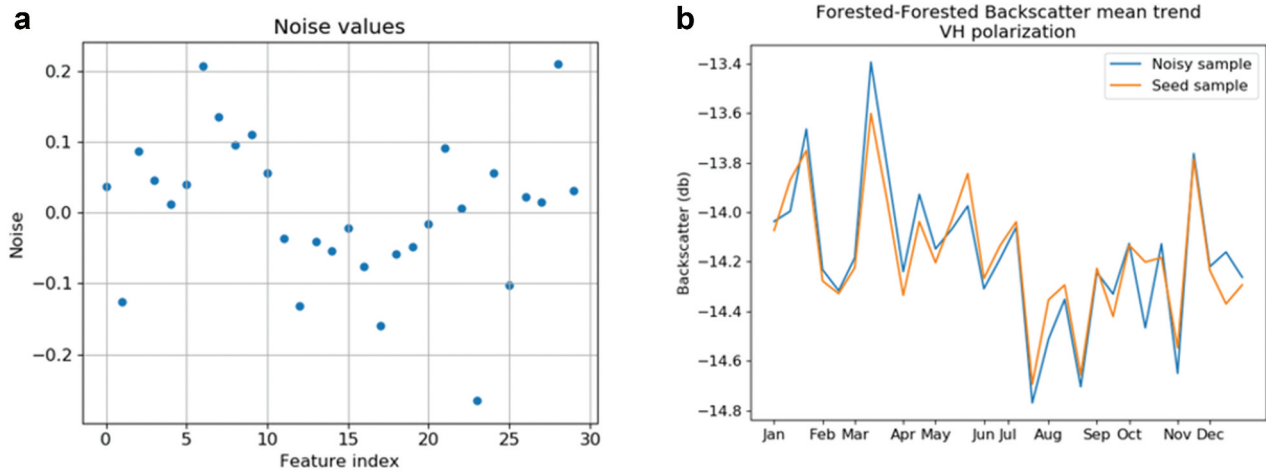 a
Noise values
Noise
0.2
0.1
0.0
−0.1
−0.2
0 5 10 15 20 25 30
Feature index
b
Forested-Forested Backscatter mean trend
VH polarization
Noisy sample
Seed sample
Backscatter (db)
−13.4
−13.6
−13.8
−14.0
−14.2
−14.4
−14.6
−14.8
Jan Feb Mar Apr May Jun Jul Aug Sep Oct Nov Dec